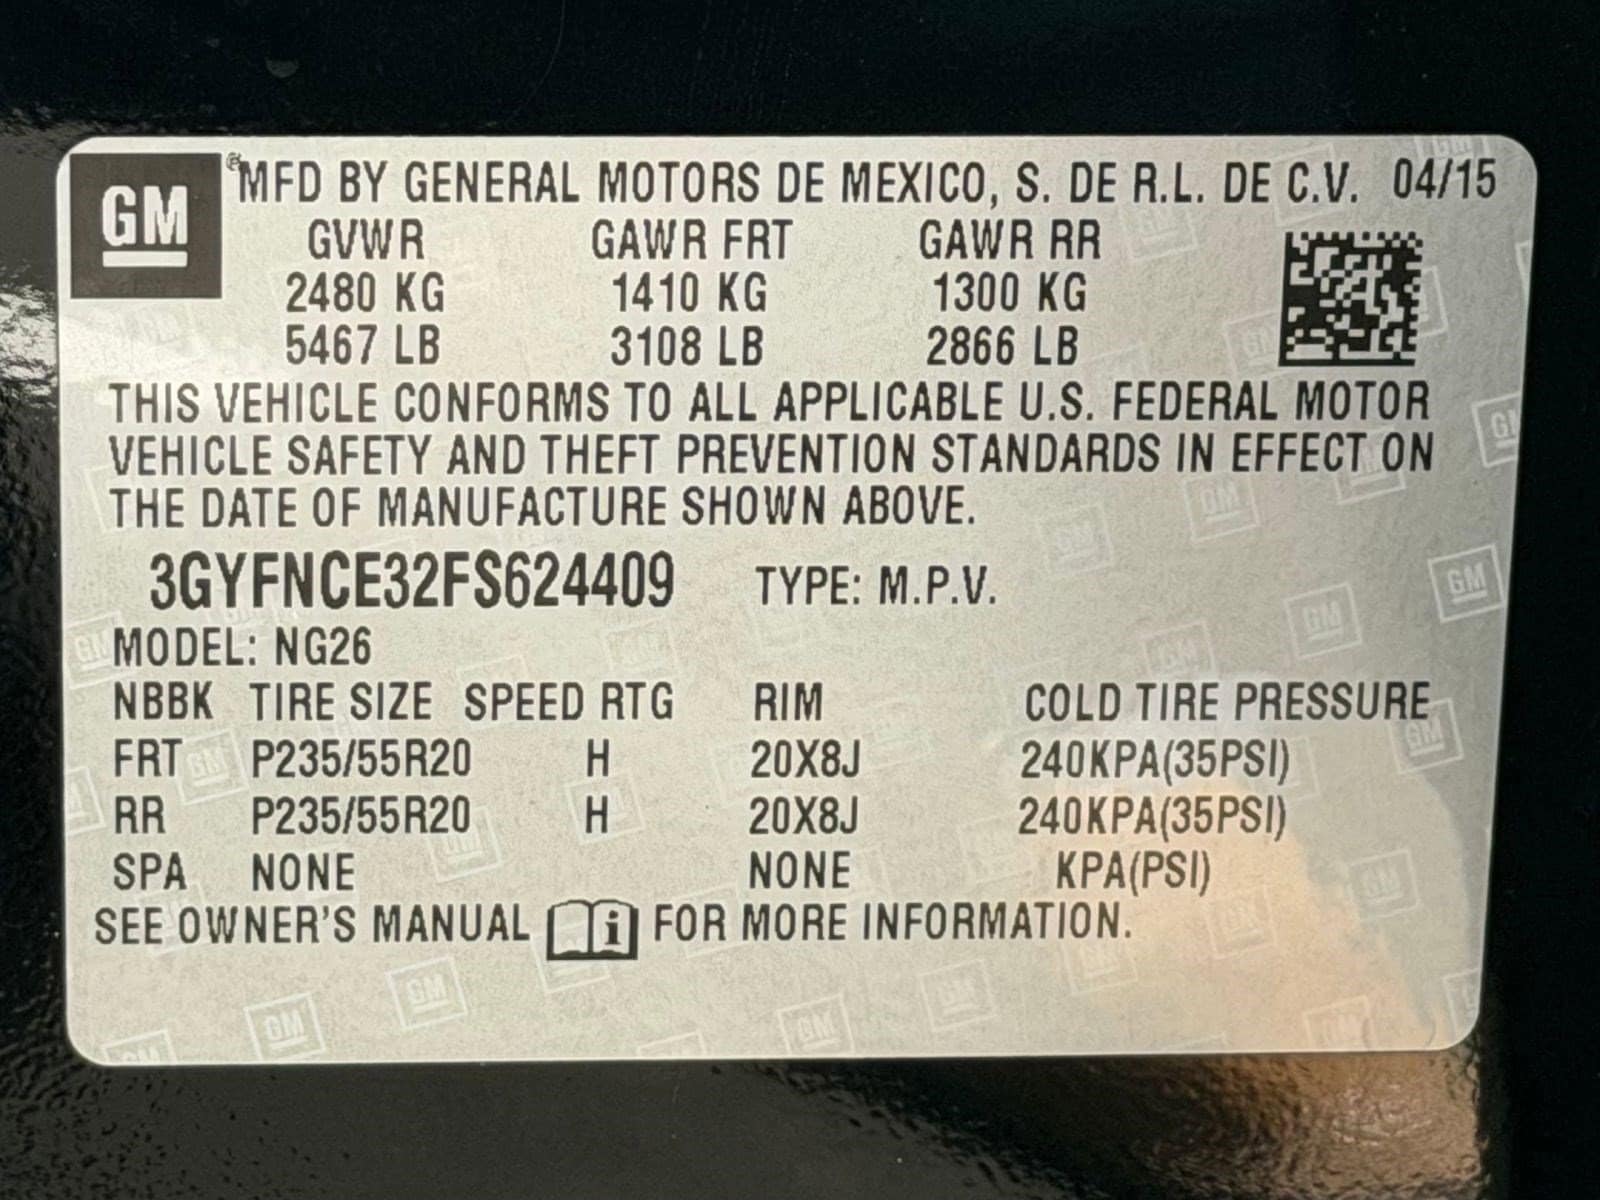 GM ® MFD BY GENERAL MOTORS DE MEXICO, S. DE R.L. DE C.V. 04/15
GVWR GAWR FRT GAWR RR
2480 KG 1410 KG 1300 KG
5467 LB 3108 LB 2866 LB
THIS VEHICLE CONFORMS TO ALL APPLICABLE U.S. FEDERAL MOTOR
VEHICLE SAFETY AND THEFT PREVENTION STANDARDS IN EFFECT ON
THE DATE OF MANUFACTURE SHOWN ABOVE.
3GYFNCE32FS624409 TYPE: M.P.V.
MODEL: NG26
NBBK TIRE SIZE SPEED RTG RIM COLD TIRE PRESSURE
FRT P235/55R20 H 20X8J 240KPA(35PSI)
RR P235/55R20 H 20X8J 240KPA(35PSI)
SPA NONE NONE KPA(PSI)
SEE OWNER'S MANUAL i FOR MORE INFORMATION.